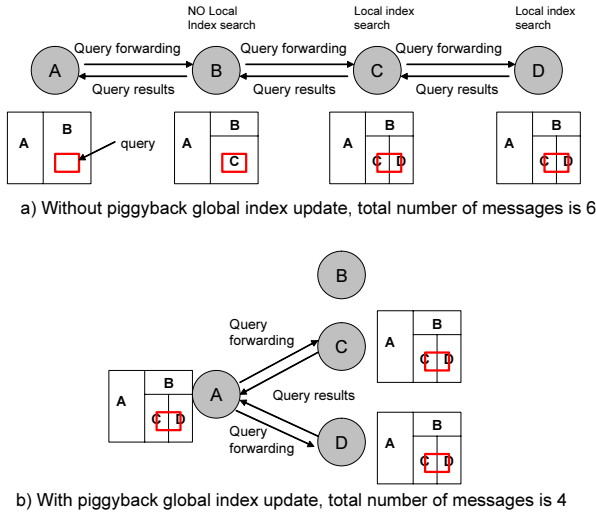 NO Local
Index search
Local index
search
Local index
search
Query forwarding
Query forwarding
Query forwarding
A
B
C
D
Query results
Query results
Query results
A
B
query
A
B
C
A
B
C
D
A
B
C
D
a) Without piggyback global index update, total number of messages is 6
B
Query
forwarding
C
A
B
C
D
A
B
C
D
A
Query results
Query
forwarding
D
A
B
C
D
b) With piggyback global index update, total number of messages is 4